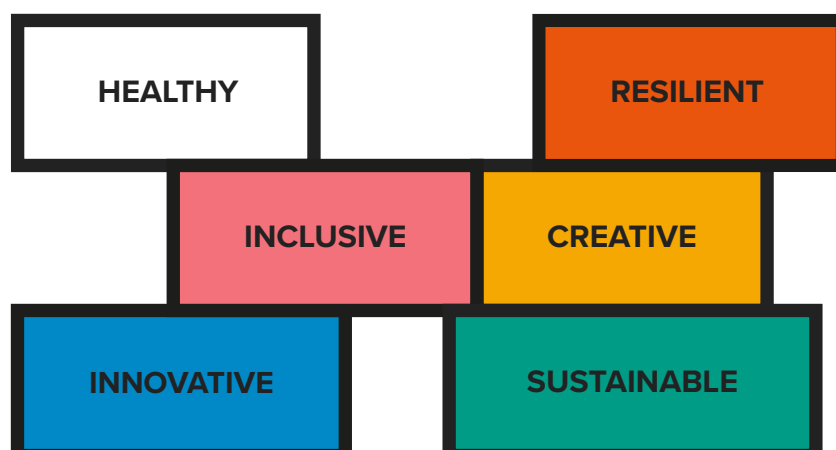 HEALTHY
RESILIENT
INCLUSIVE
CREATIVE
INNOVATIVE
SUSTAINABLE